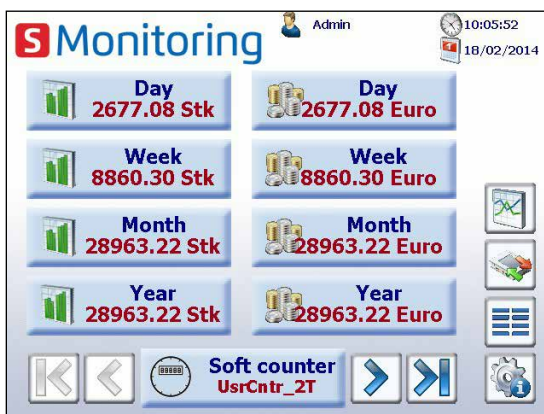 S Monitoring
Admin
10:05:52
18/02/2014
Day
2677.08 Stk
Day
2677.08 Euro
Week
8860.30 Stk
Week
8860.30 Euro
Month
28963.22 Stk
Month
28963.22 Euro
Year
28963.22 Stk
Year
28963.22 Euro
Soft counter
UsrCntr_2T